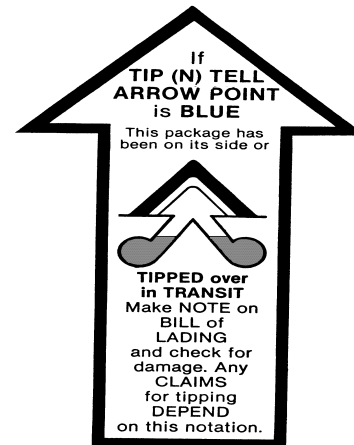 If
TIP (N) TELL
ARROW POINT
is BLUE
This package has
been on its side or
TIPPED over
in TRANSIT
Make NOTE on
BILL of
LADING
and check for
damage. Any
CLAIMS
for tipping
DEPEND
on this notation.